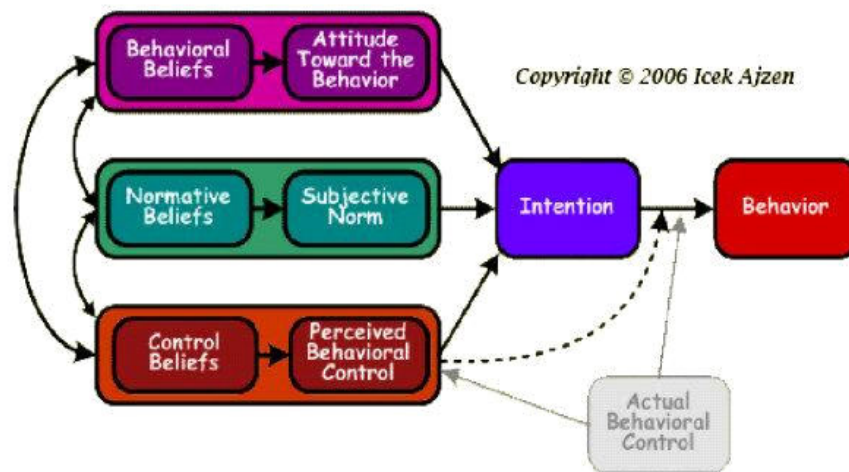 Behavioral
Beliefs
Attitude
Toward the
Behavior
Copyright © 2006 Icek Ajzen
Normative
Beliefs
Subjective
Norm
Intention
Behavior
Control
Beliefs
Perceived
Behavioral
Control
Actual
Behavioral
Control